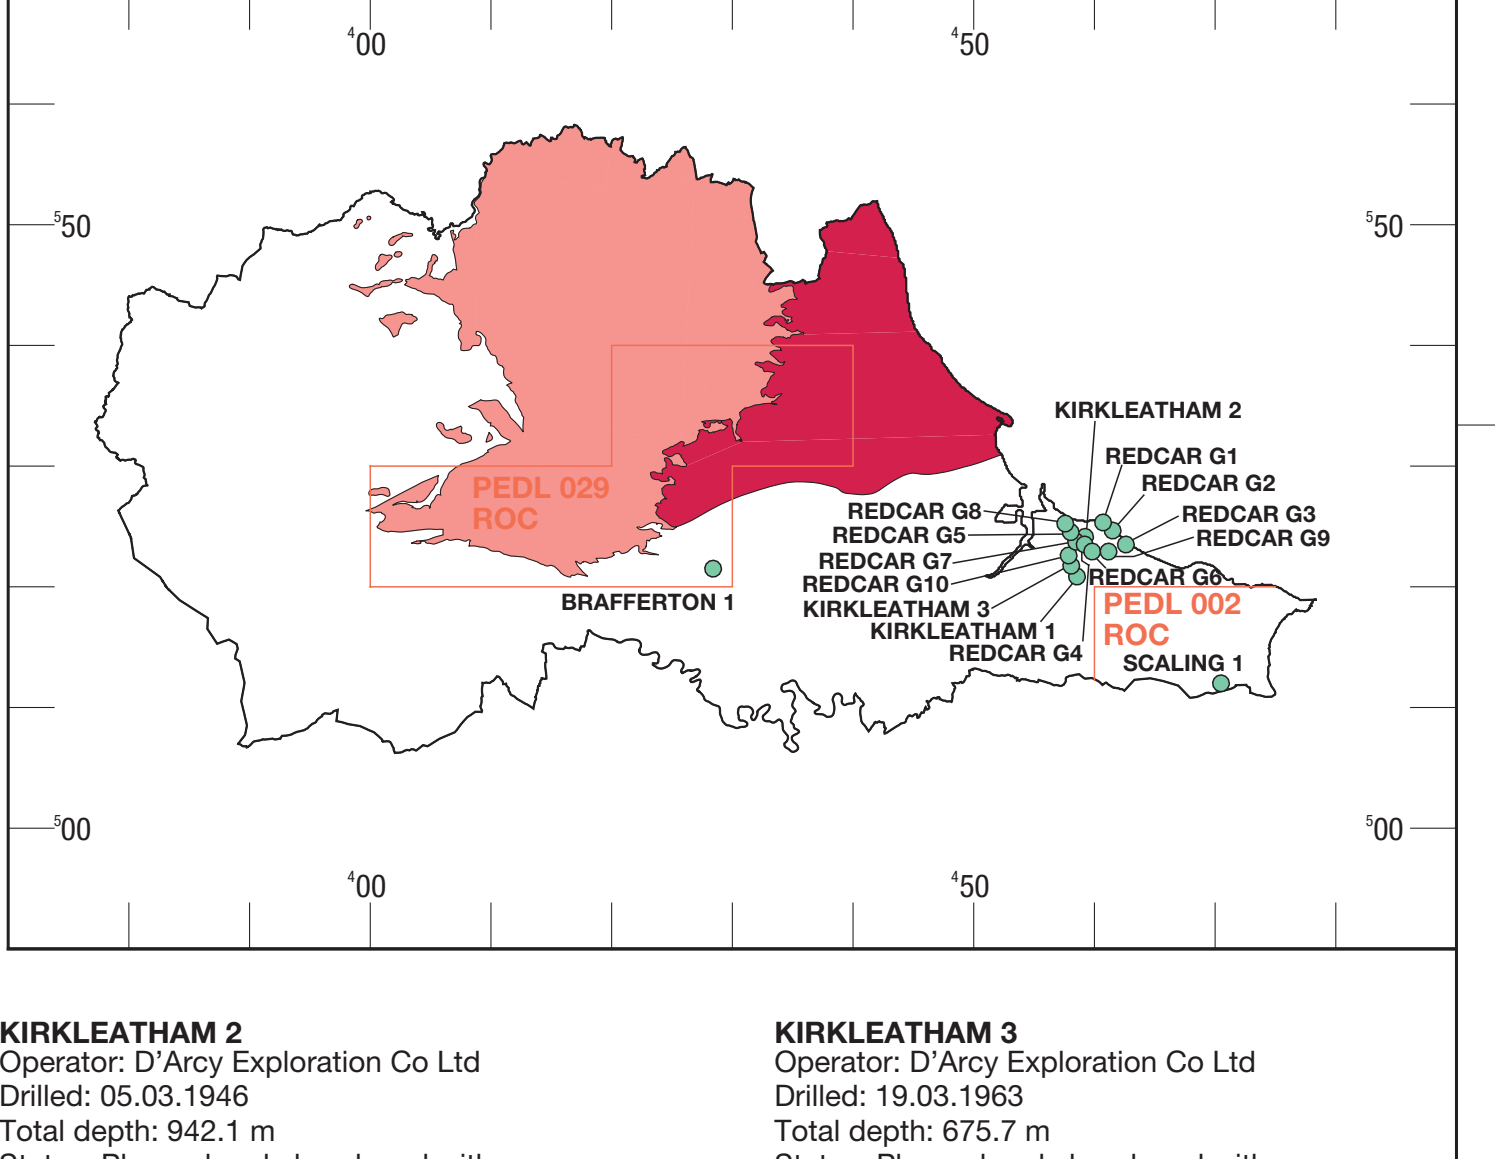 400
450
550
550
KIRKLEATHAM 2
REDCAR G1
REDCAR G2
REDCAR G8
REDCAR G3
REDCAR G5
REDCAR G9
REDCAR G7
REDCAR G10
REDCAR G6
KIRKLEATHAM 3
KIRKLEATHAM 1
REDCAR G4
PEDL 029
ROC
BRAFFERTON 1
PEDL 002
ROC
SCALING 1
500
500
400
450
KIRKLEATHAM 2
Operator: D’Arcy Exploration Co Ltd
Drilled: 05.03.1946
Total depth: 942.1 m
KIRKLEATHAM 3
Operator: D’Arcy Exploration Co Ltd
Drilled: 19.03.1963
Total depth: 675.7 m